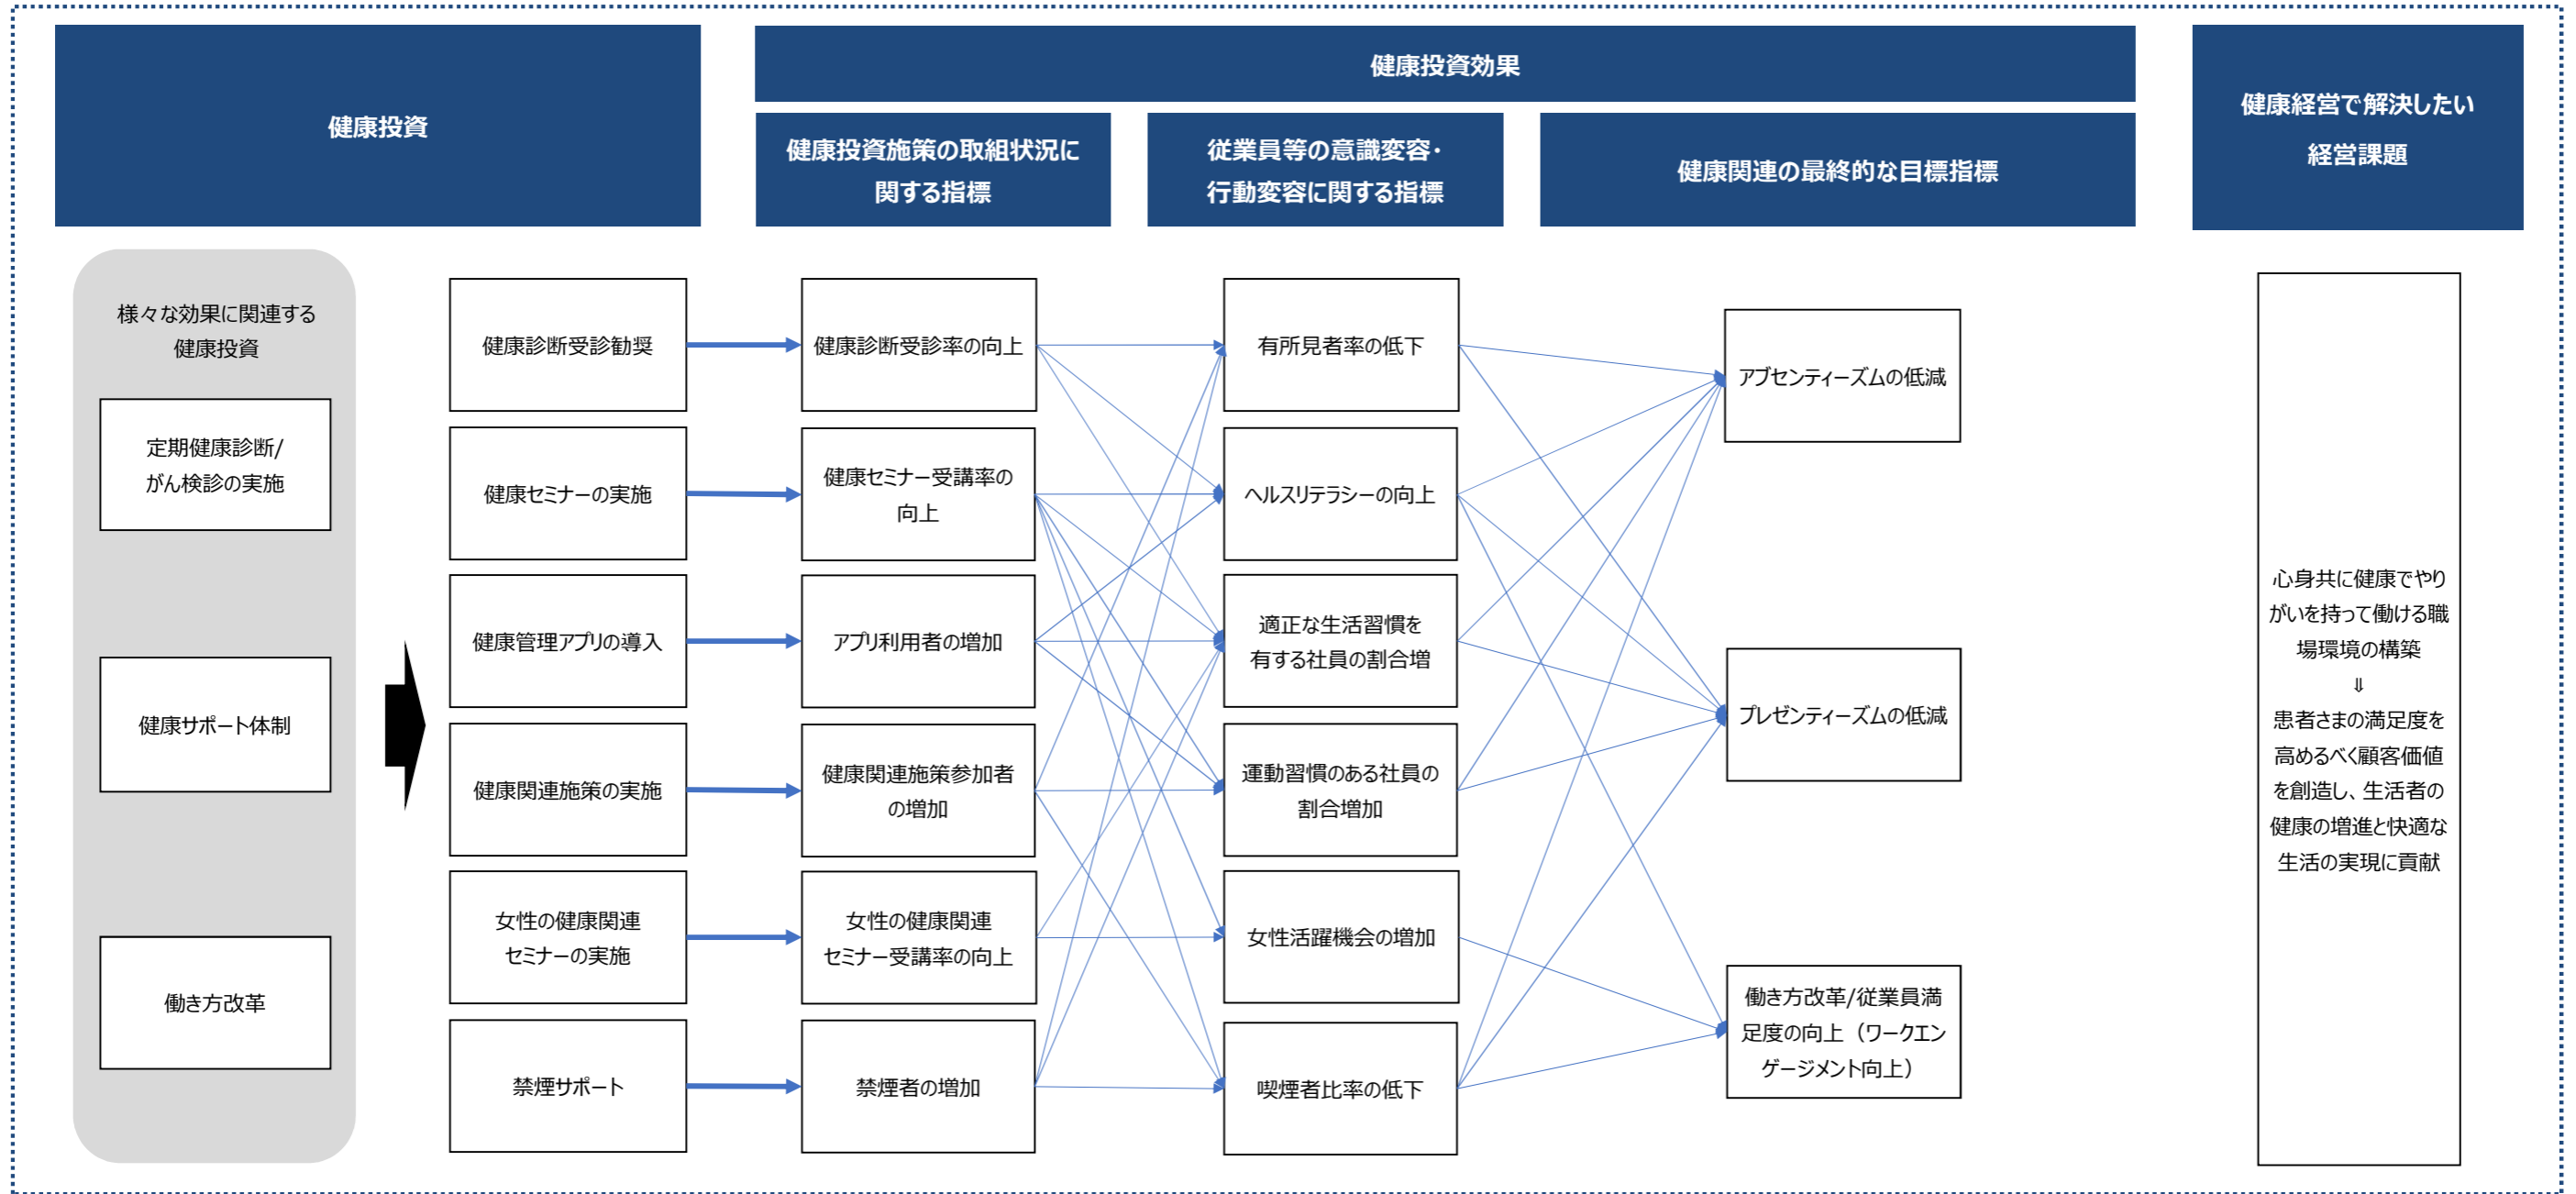 健康投資
健康投資効果
健康投資施策の取組状況に
関する指標
従業員等の意識変容・
行動変容に関する指標
健康関連の最終的な目標指標
健康経営で解決したい
経営課題
様々な効果に関連する
健康投資
定期健康診断/
がん検診の実施
健康サポート体制
働き方改革
健康診断受診勧奨
健康セミナーの実施
健康管理アプリの導入
健康関連施策の実施
女性の健康関連
セミナーの実施
禁煙サポート
健康診断受診率の向上
健康セミナー受講率の
向上
アプリ利用者の増加
健康関連施策参加者
の増加
女性の健康関連
セミナー受講率の向上
禁煙者の増加
有所見者率の低下
ヘルスリテラシーの向上
適正な生活習慣を
有する社員の割合増
運動習慣のある社員の
割合増加
女性活躍機会の増加
喫煙者比率の低下
アブセンティーズムの低減
プレゼンティーズムの低減
働き方改革/従業員満
足度の向上（ワークエン
ゲージメント向上）
心身共に健康でやり
がいを持って働ける職
場環境の構築
⇓
患者さまの満足度を
高めるべく顧客価値
を創造し、生活者の
健康の増進と快適な
生活の実現に貢献